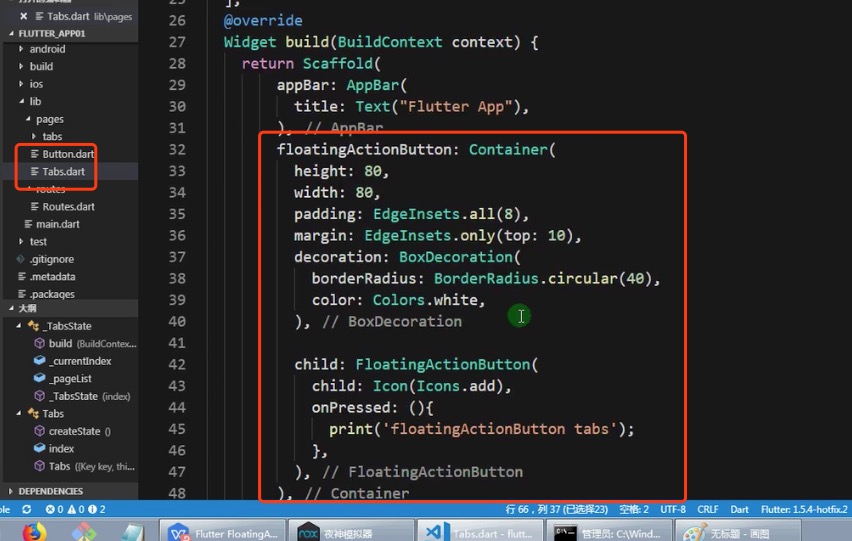 Tabs.dart lib\pages
FLUTTER_APP01
android
build
ios
lib
pages
tabs
Button.dart
Tabs.dart
routes
Routes.dart
main.dart
test
.gitignore
.metadata
.packages
大纲
_TabsState
build (BuildContex...
_currentIndex
_pageList
_TabsState (index)
Tabs
createState ()
index
Tabs ({Key key, thi...
DEPENDENCIES
26 @override
27 Widget build(BuildContext context) {
28 return Scaffold(
29 appBar: AppBar(
30 title: Text("Flutter App"),
31 ), // AppBar
32 floatingActionButton: Container(
33 height: 80,
34 width: 80,
35 padding: EdgeInsets.all(8),
36 margin: EdgeInsets.only(top: 10),
37 decoration: BoxDecoration(
38 borderRadius: BorderRadius.circular(40),
39 color: Colors.white,
40 ), // BoxDecoration
41
42 child: FloatingActionButton(
43 child: Icon(Icons.add),
44 onPressed: (){
45 print('floatingActionButton tabs');
46 },
47 ), // FloatingActionButton
48 ), // Container
0 0 2 行 66, 列 37 (已选择23) 空格: 2 UTF-8 CRLF Dart Flutter: 1.5.4-hotfix.2
Flutter FloatingA... nox 夜神模拟器 Tabs.dart - flutt... 管理员: C:\Wind... 无标题 - 画图